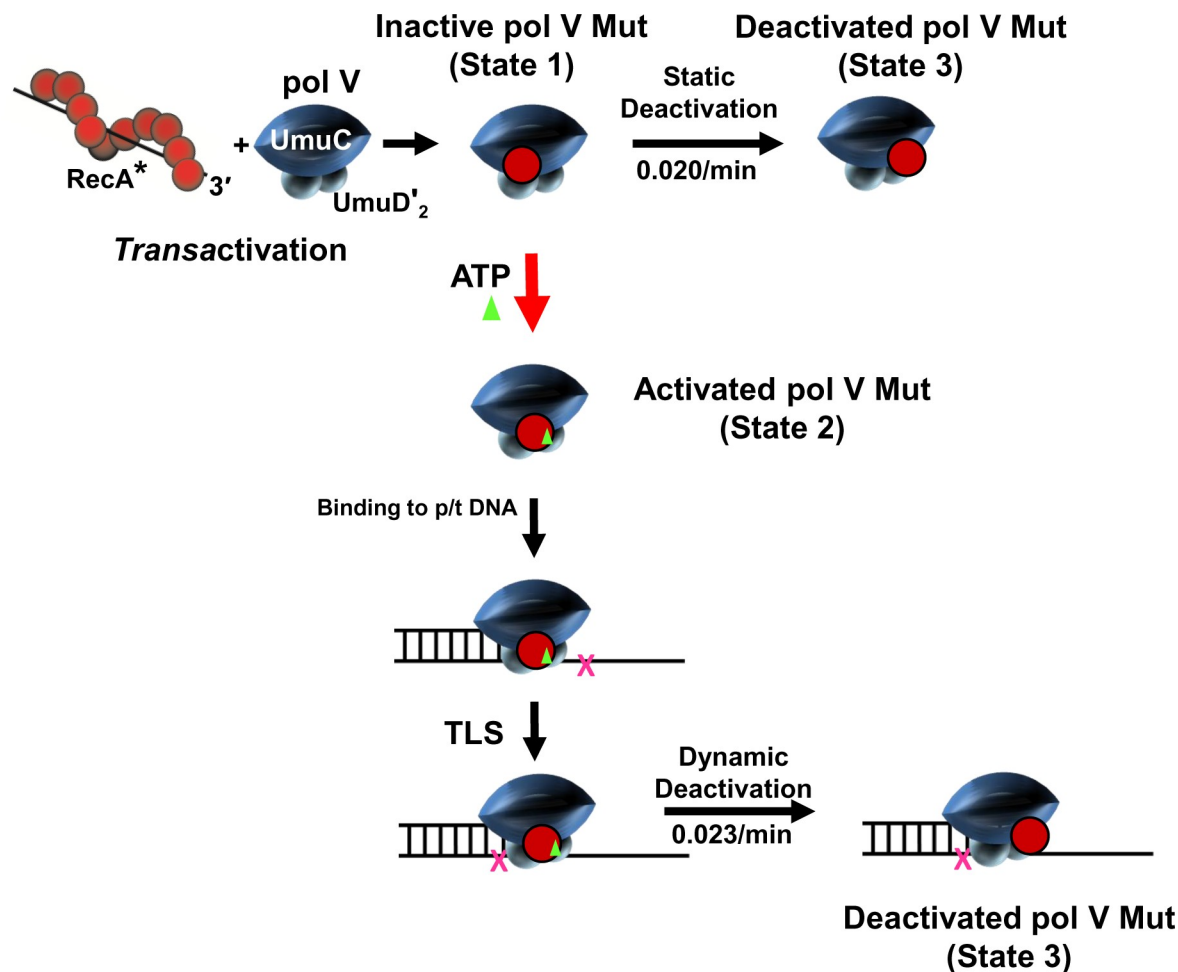 Inactive pol V Mut
(State 1)
Deactivated pol V Mut
(State 3)
pol V
Static
Deactivation
+
UmuC
0.020/min
RecA*
3'
UmuD'₂
Transactivation
ATP
Activated pol V Mut
(State 2)
Binding to p/t DNA
X
TLS
Dynamic
Deactivation
0.023/min
X
X
Deactivated pol V Mut
(State 3)